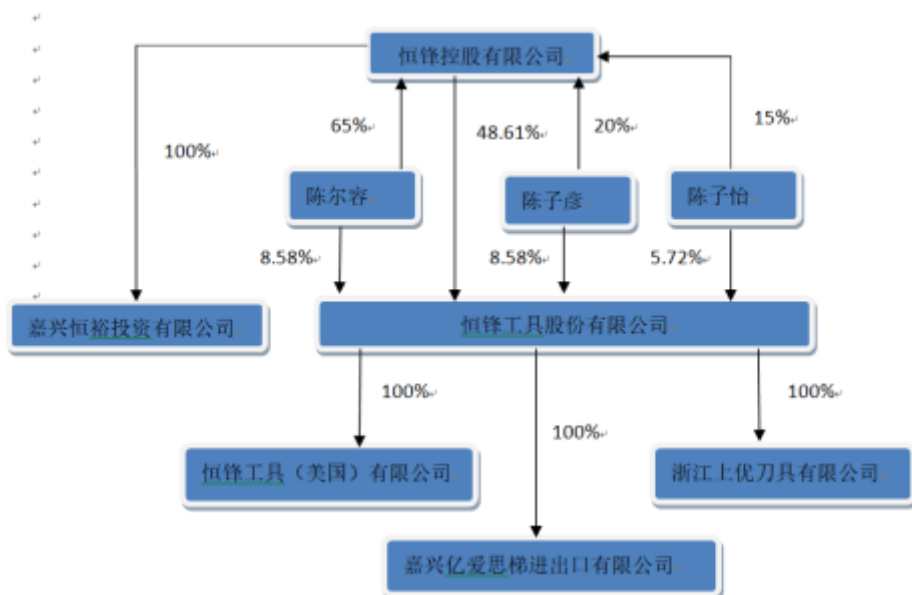 恒锋控股有限公司
65%
48.61%
20%
15%
100%
陈尔容
陈子彦
陈子怡
8.58%
8.58%
5.72%
嘉兴恒裕投资有限公司
恒锋工具股份有限公司
100%
100%
100%
恒锋工具（美国）有限公司
浙江上优刀具有限公司
嘉兴亿爱思梯进出口有限公司